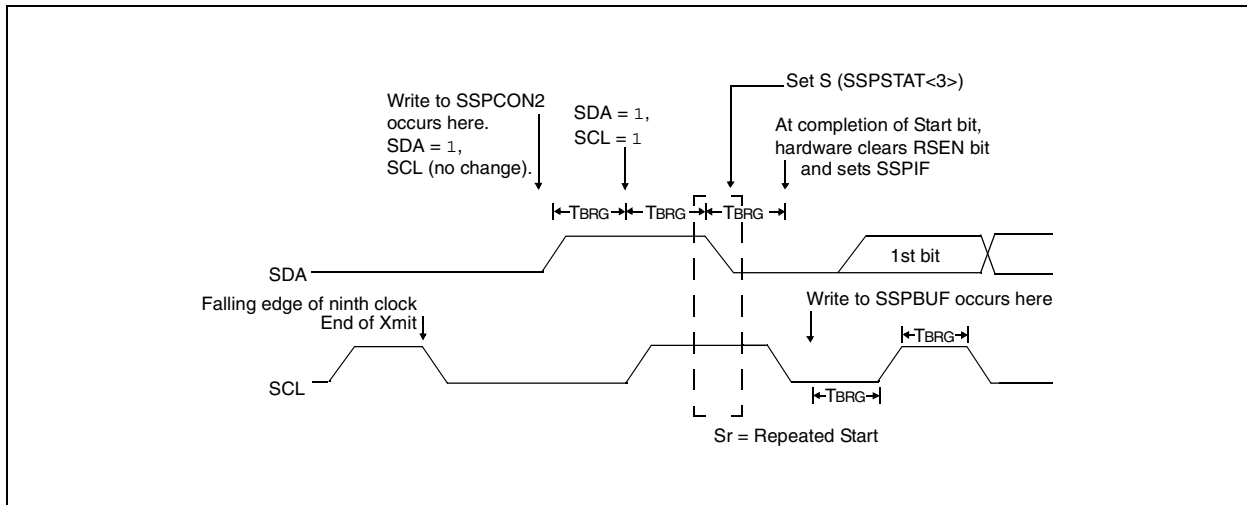 Set S (SSPSTAT<3>)
Write to SSPCON2
occurs here.
SDA = 1,
SCL (no change).
SDA = 1,
SCL = 1
At completion of Start bit,
hardware clears RSEN bit
and sets SSPIF
TBRG
TBRG
TBRG
SDA
1st bit
Falling edge of ninth clock
End of Xmit
Write to SSPBUF occurs here
TBRG
SCL
TBRG
Sr = Repeated Start